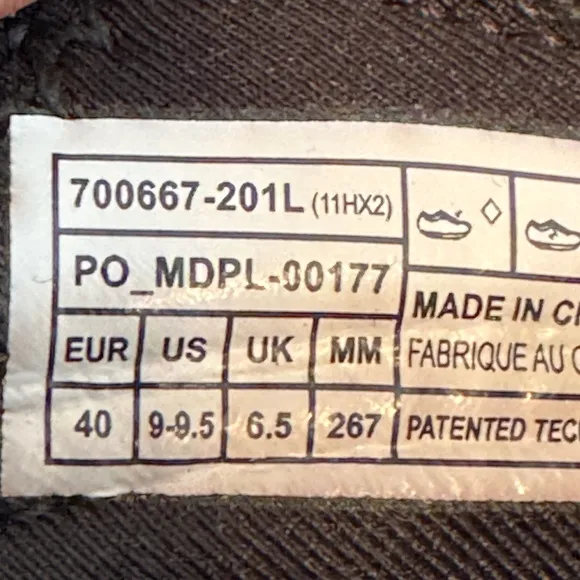 700667-201L (11HX2)
PO_MDPL-00177
EUR US UK MM
40 9-9.5 6.5 267
MADE IN
FABRIQUE AU
PATENTED